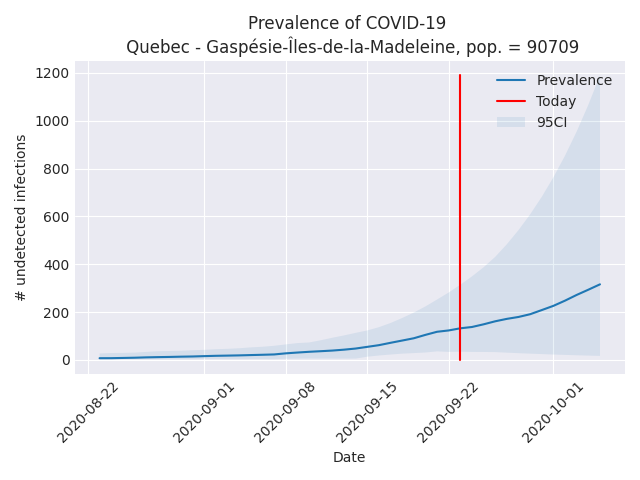 Prevalence of COVID-19
Quebec - Gaspésie-Îles-de-la-Madeleine, pop. = 90709
Prevalence
Today
95CI
# undetected infections
1200
1000
800
600
400
200
0
2020-08-22
2020-09-01
2020-09-08
2020-09-15
2020-09-22
2020-10-01
Date